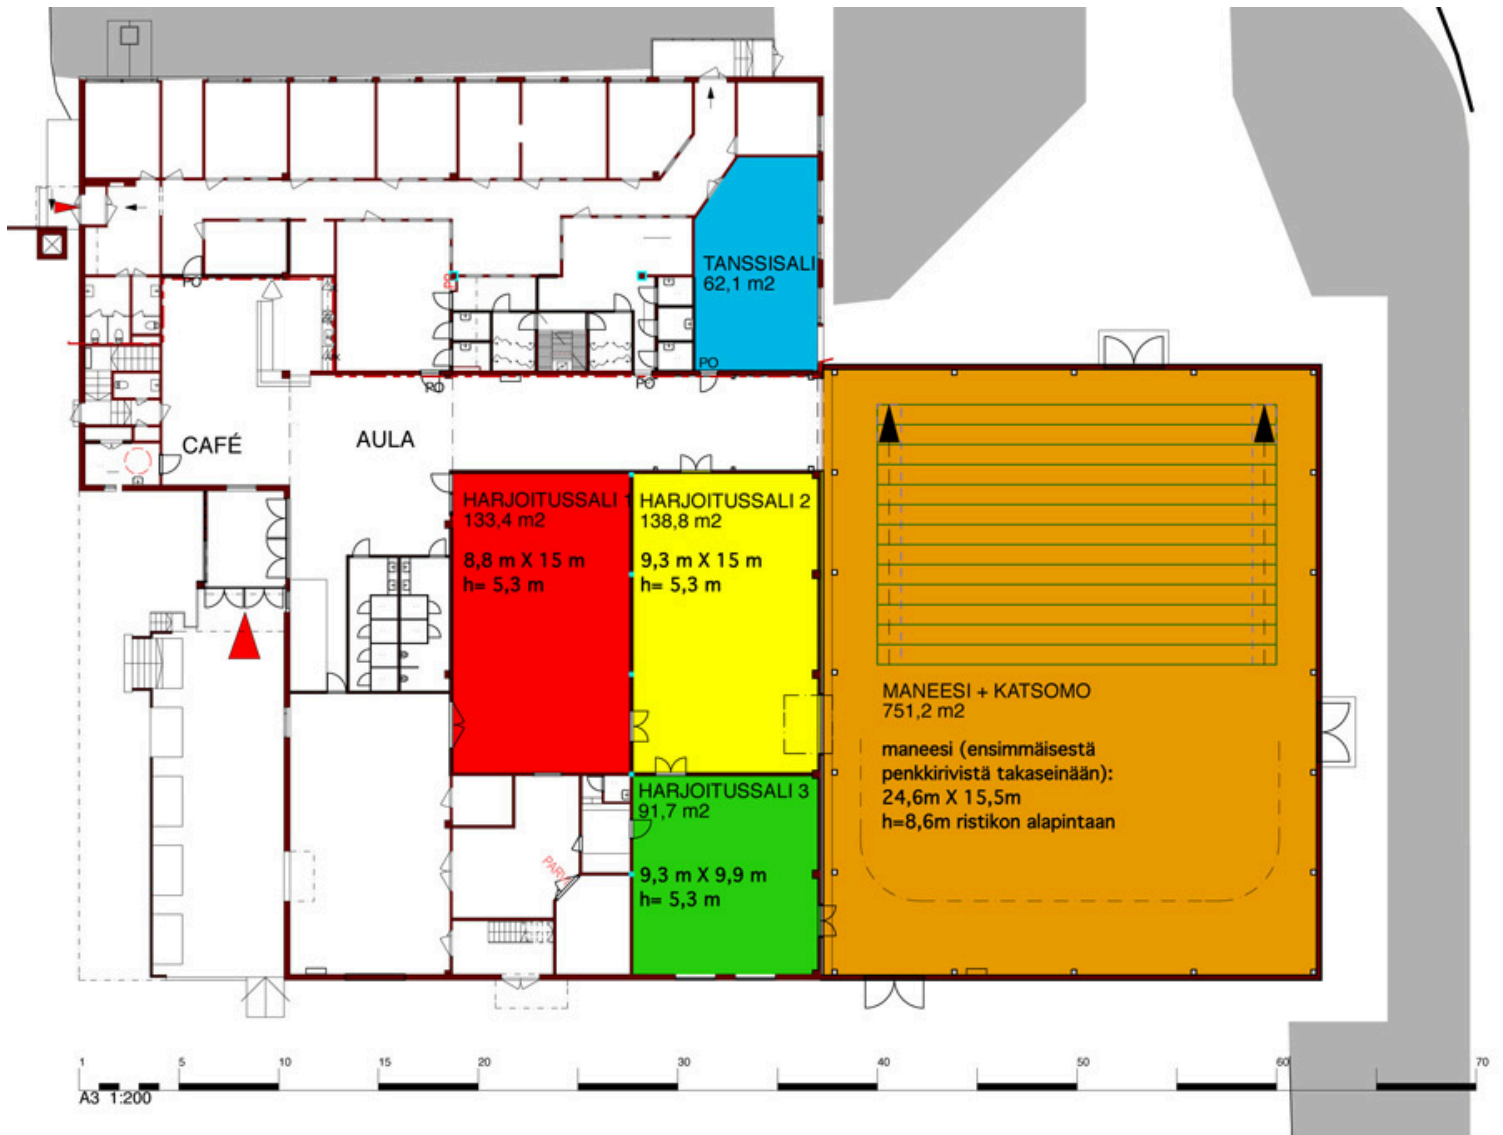 TANSSISALI
62,1 m2
PO
PO
PO
PO
PO
CAFÉ
AULA
HARJOITUSSALI 1
133,4 m2
8,8 m X 15 m
h= 5,3 m
HARJOITUSSALI 2
138,8 m2
9,3 m X 15 m
h= 5,3 m
MANEESI + KATSOMO
751,2 m2
maneesi (ensimmäisestä
penkkirivistä takaseinään):
24,6m X 15,5m
h=8,6m ristikon alapintaan
HARJOITUSSALI 3
91,7 m2
9,3 m X 9,9 m
h= 5,3 m
1 5 10 15 20 30 40 50 60 70
A3 1:200